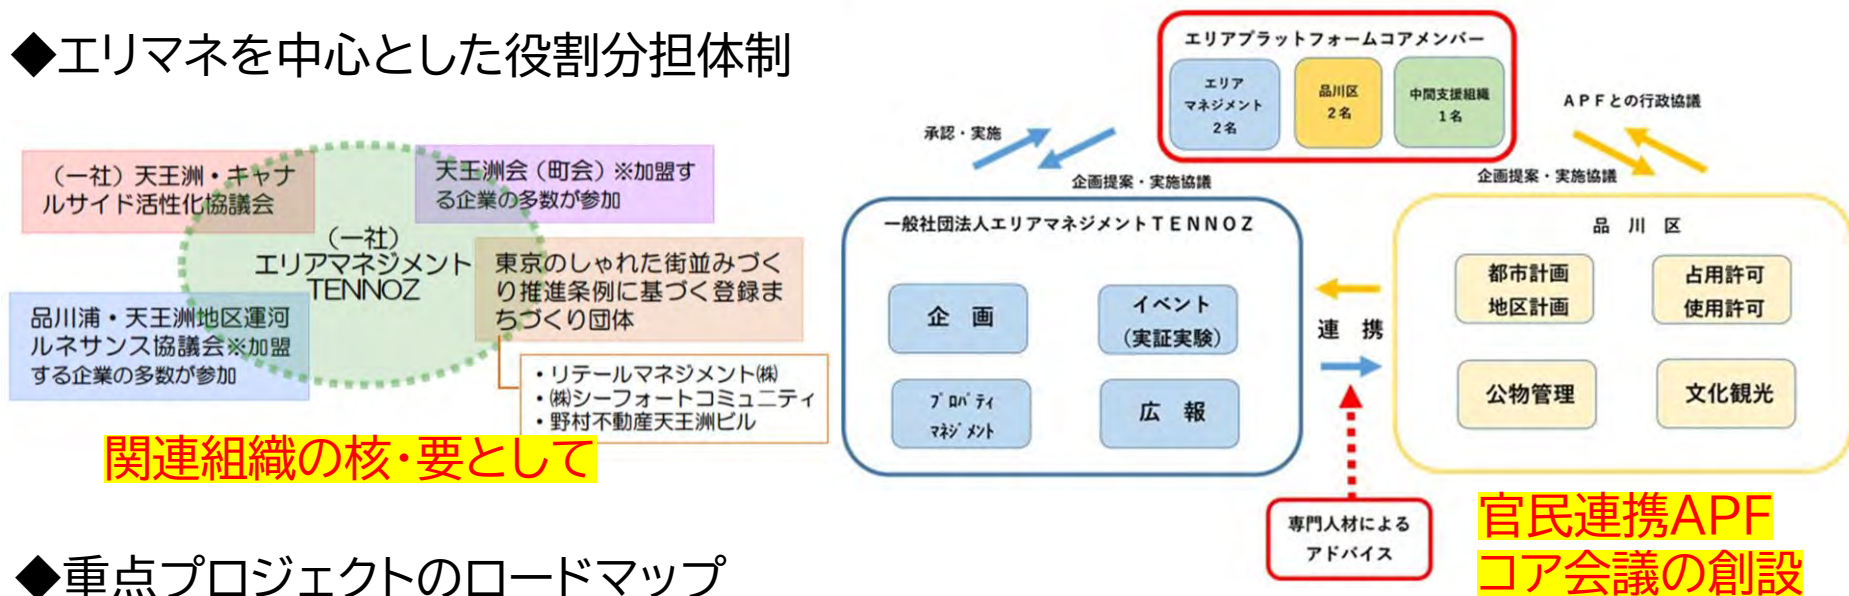 ◆エリマネを中心とした役割分担体制
（一社）天王洲・キャナ
ルサイド活性化協議会
天王洲会（町会）※加盟す
る企業の多数が参加
（一社）
エリアマネジメント
TENNOZ
東京のしゃれた街並みづく
り推進条例に基づく登録ま
ちづくり団体
品川浦・天王洲地区運河
ルネサンス協議会※加盟
する企業の多数が参加
・リテールマネジメント㈱
・㈱シーフォートコミュニティ
・野村不動産天王洲ビル
関連組織の核・要として
エリアプラットフォームコアメンバー
エリア
マネジメント
2名
品川区
2名
中間支援組織
1名
承認・実施
企画提案・実施協議
ＡＰＦとの行政協議
企画提案・実施協議
一般社団法人エリアマネジメントＴＥＮＮＯＺ
企　画
イベント
（実証実験）
ﾌﾟﾛﾊﾟﾃｨ
ﾏﾈｼﾞﾒﾝﾄ
広　報
連　携
品　川　区
都市計画
地区計画
占用許可
使用許可
公物管理
文化観光
専門人材による
アドバイス
官民連携APF
コア会議の創設
◆重点プロジェクトのロードマップ